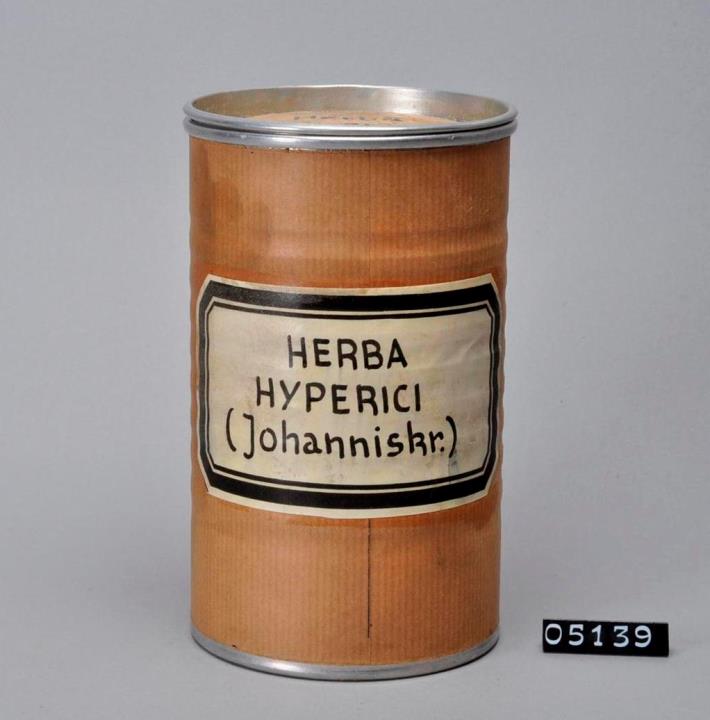 HERBA
HYPERICI
(Johanniskr.)
05139